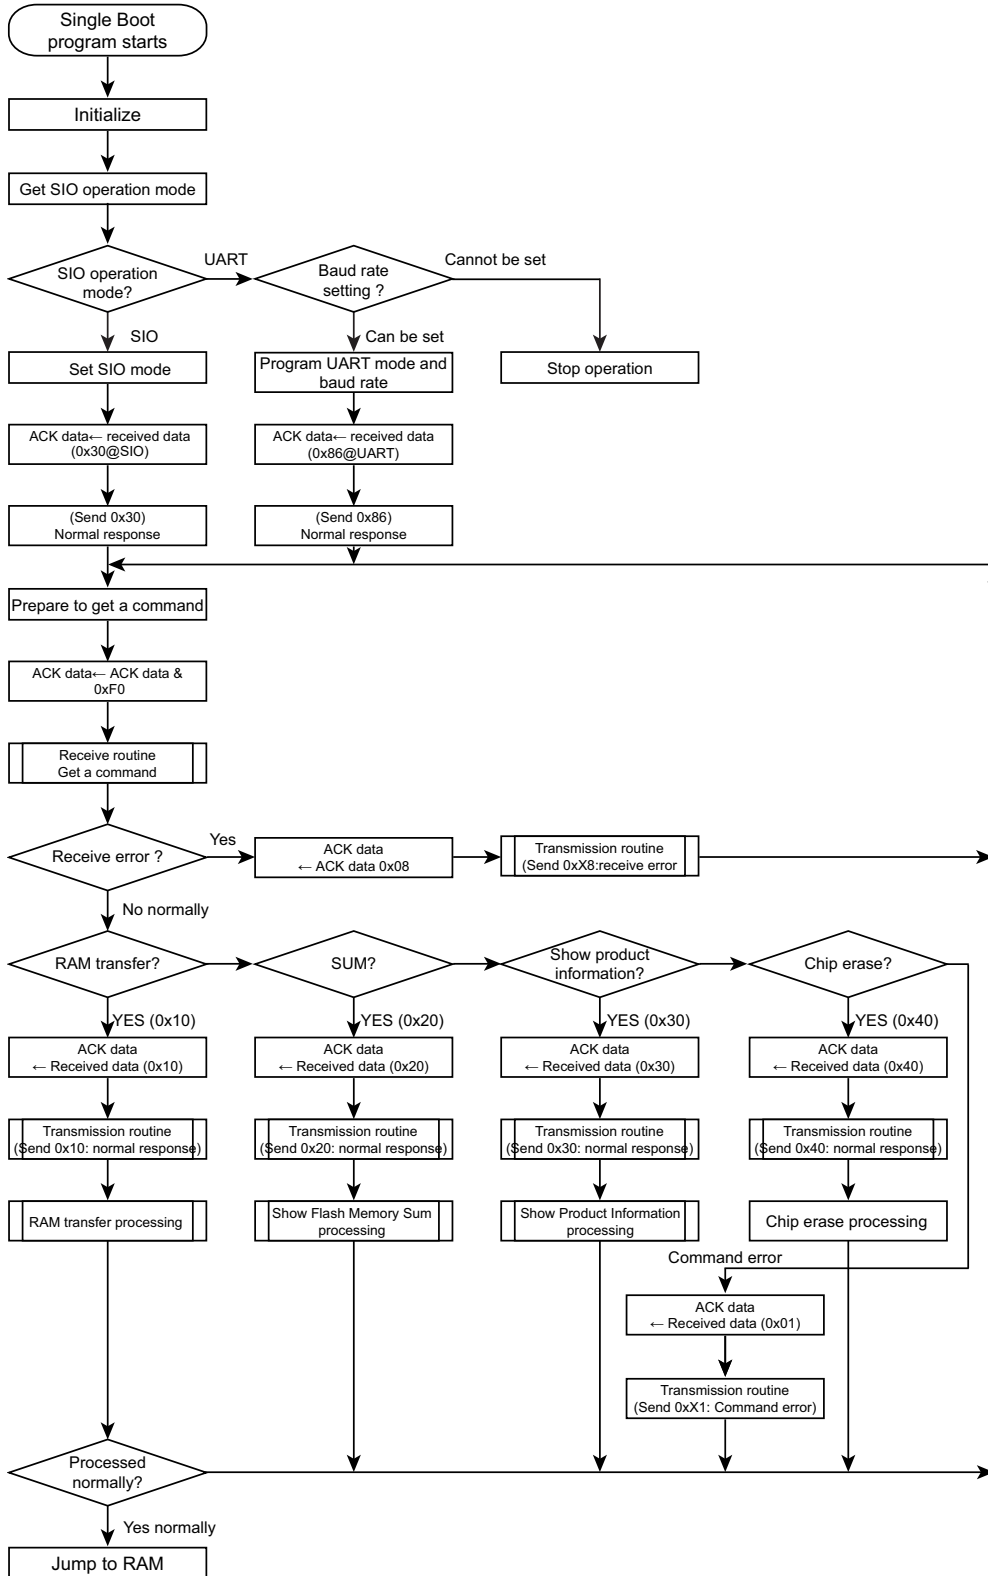 Single Boot
program starts
Initialize
Get SIO operation mode
SIO operation
mode?
UART
Baud rate
setting ?
Cannot be set
SIO
Can be set
Set SIO mode
Program UART mode and
baud rate
Stop operation
ACK data← received data
(0x30@SIO)
ACK data← received data
(0x86@UART)
(Send 0x30)
Normal response
(Send 0x86)
Normal response
Prepare to get a command
ACK data← ACK data &
0xF0
Receive routine
Get a command
Receive error ?
Yes
ACK data
← ACK data 0x08
Transmission routine
(Send 0xX8:receive error
No normally
RAM transfer?
SUM?
Show product
information?
Chip erase?
YES (0x10)
YES (0x20)
YES (0x30)
YES (0x40)
ACK data
← Received data (0x10)
ACK data
← Received data (0x20)
ACK data
← Received data (0x30)
ACK data
← Received data (0x40)
Transmission routine
(Send 0x10: normal response)
Transmission routine
(Send 0x20: normal response)
Transmission routine
(Send 0x30: normal response)
Transmission routine
(Send 0x40: normal response)
RAM transfer processing
Show Flash Memory Sum
processing
Show Product Information
processing
Chip erase processing
Command error
ACK data
← Received data (0x01)
Transmission routine
(Send 0xX1: Command error)
Processed
normally?
Yes normally
Jump to RAM